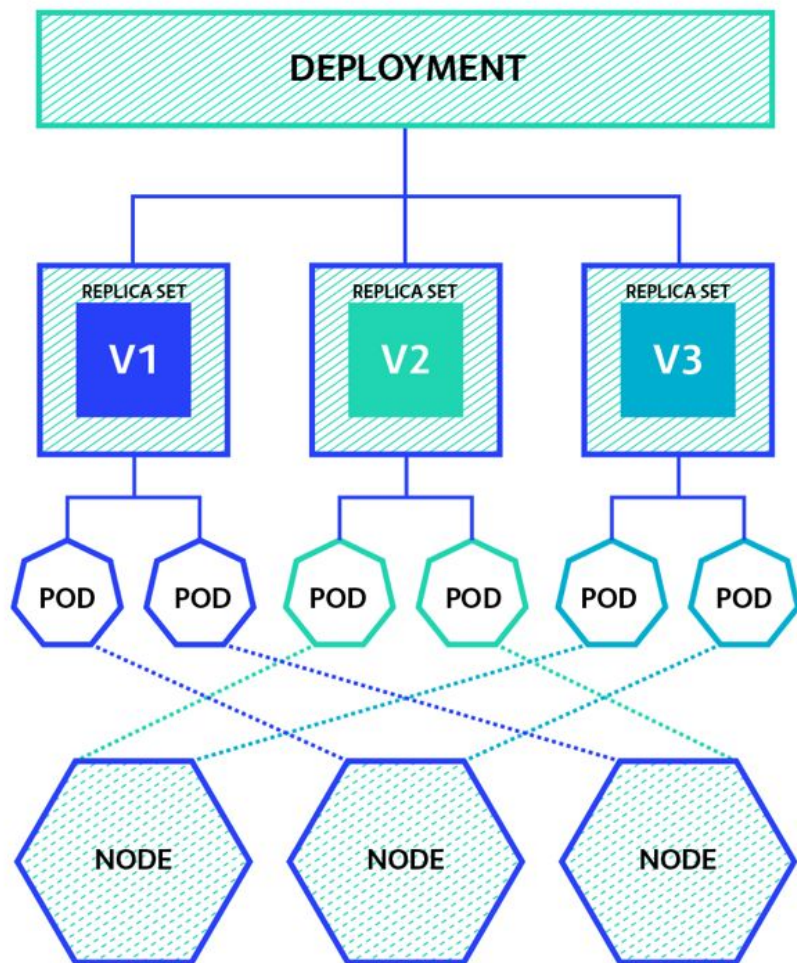 DEPLOYMENT
REPLICA SET
V1
REPLICA SET
V2
REPLICA SET
V3
POD
POD
POD
POD
POD
POD
NODE
NODE
NODE